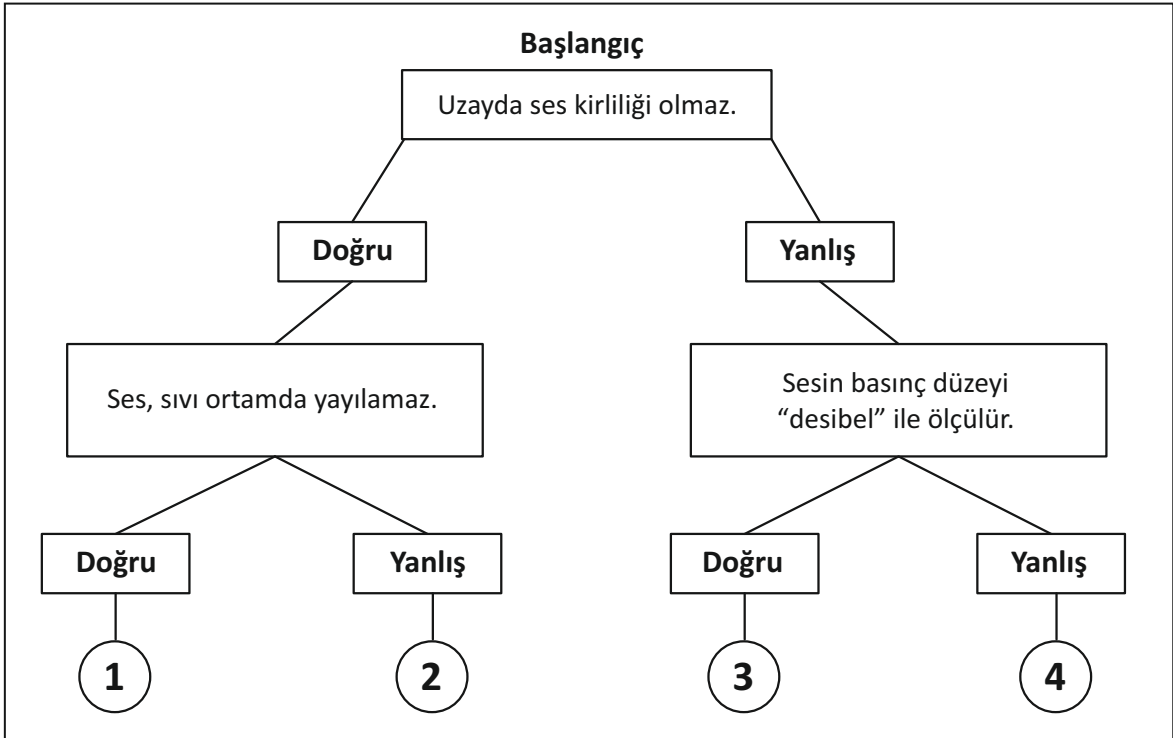 Başlangıç
Uzayda ses kirliliği olmaz.
Doğru
Yanlış
Ses, sıvı ortamda yayılamaz.
Sesin basınç düzeyi
“desibel” ile ölçülür.
Doğru
Yanlış
Doğru
Yanlış
1
2
3
4